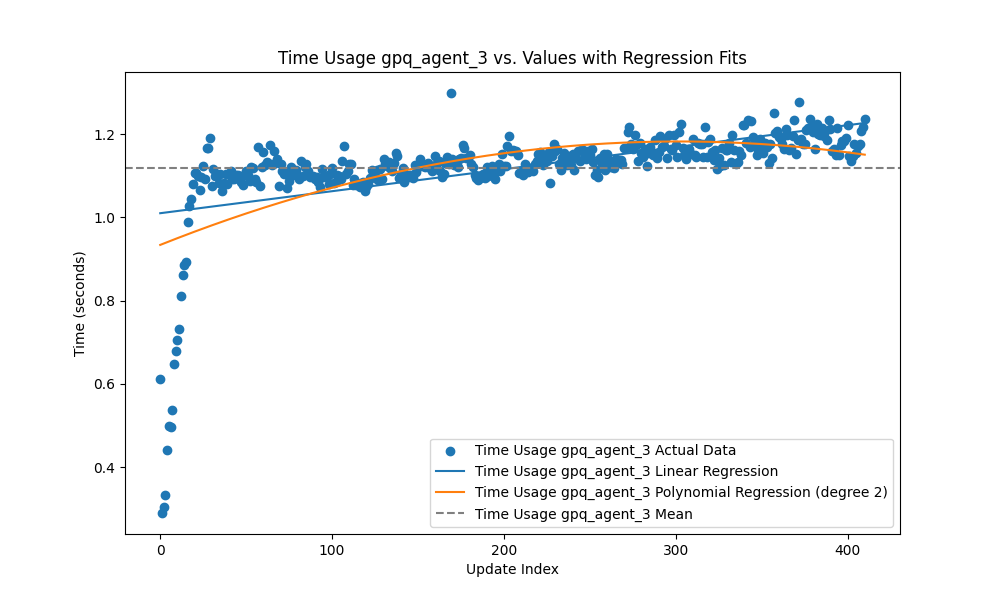 Time Usage gpq_agent_3 vs. Values with Regression Fits
Time (seconds)
1.2
1.0
0.8
0.6
0.4
Time Usage gpq_agent_3 Actual Data
Time Usage gpq_agent_3 Linear Regression
Time Usage gpq_agent_3 Polynomial Regression (degree 2)
Time Usage gpq_agent_3 Mean
0 100 200 300 400
Update Index